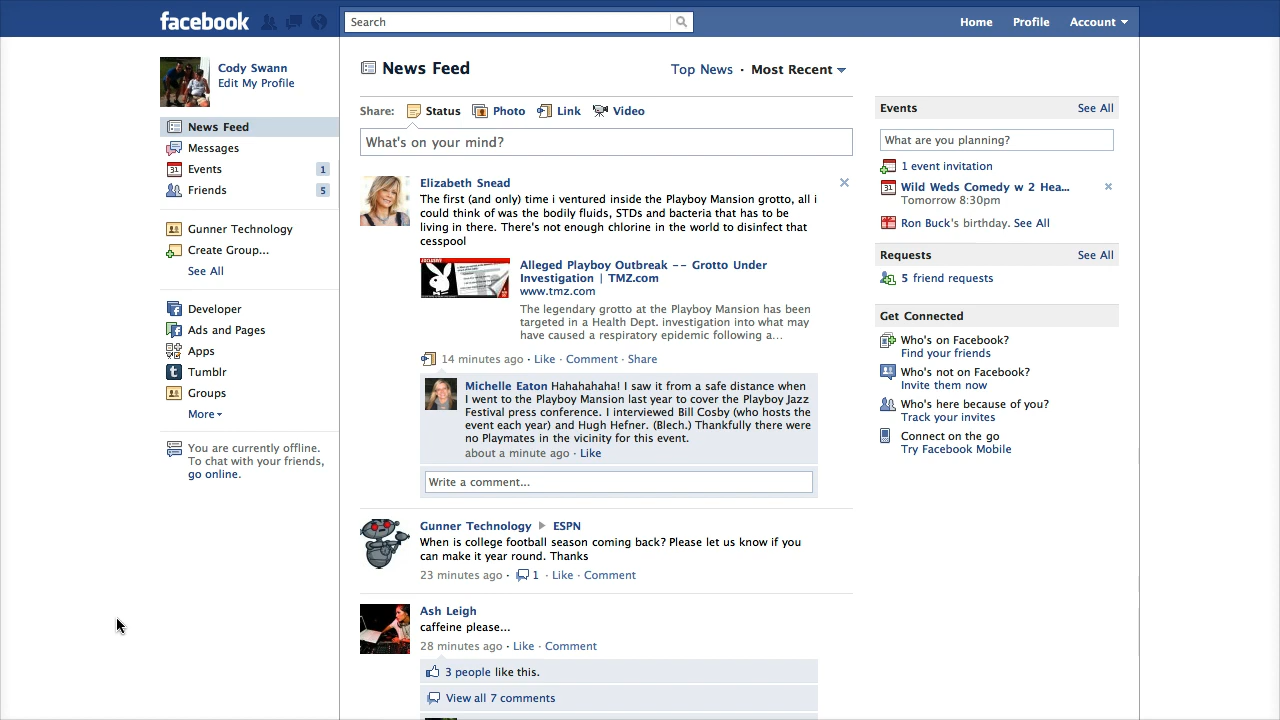 facebook
Search
Home Profile Account
Cody Swann
Edit My Profile
News Feed
Messages
Events 1
Friends 5
Gunner Technology
Create Group...
See All
Developer
Ads and Pages
Apps
Tumblr
Groups
More
You are currently offline.
To chat with your friends,
go online.
News Feed
Top News · Most Recent
Share: Status Photo Link Video
What's on your mind?
Elizabeth Snead
The first (and only) time i ventured inside the Playboy Mansion grotto, all i
could think of was the bodily fluids, STDs and bacteria that has to be
living in there. There's not enough chlorine in the world to disinfect that
cesspool
Alleged Playboy Outbreak -- Grotto Under
Investigation | TMZ.com
www.tmz.com
The legendary grotto at the Playboy Mansion has been
targeted in a Health Dept. investigation into what may
have caused a respiratory epidemic following a...
14 minutes ago · Like · Comment · Share
Michelle Eaton Hahahahaha! I saw it from a safe distance when
I went to the Playboy Mansion last year to cover the Playboy Jazz
Festival press conference. I interviewed Bill Cosby (who hosts the
event each year) and Hugh Hefner. (Blech.) Thankfully there were
no Playmates in the vicinity for this event.
about a minute ago · Like
Write a comment...
Gunner Technology ESPN
When is college football season coming back? Please let us know if you
can make it year round. Thanks
23 minutes ago · 1 · Like · Comment
Ash Leigh
caffeine please...
28 minutes ago · Like · Comment
3 people like this.
View all 7 comments
Events See All
What are you planning?
1 event invitation
31 Wild Weds Comedy w 2 Hea...
Tomorrow 8:30pm
Ron Buck's birthday. See All
Requests See All
5 friend requests
Get Connected
Who's on Facebook?
Find your friends
Who's not on Facebook?
Invite them now
Who's here because of you?
Track your invites
Connect on the go
Try Facebook Mobile